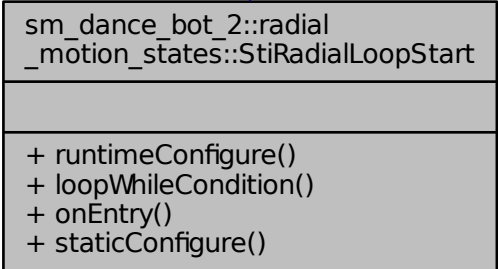 sm_dance_bot_2::radial
_motion_states::StiRadialLoopStart
+ runtimeConfigure()
+ loopWhileCondition()
+ onEntry()
+ staticConfigure()